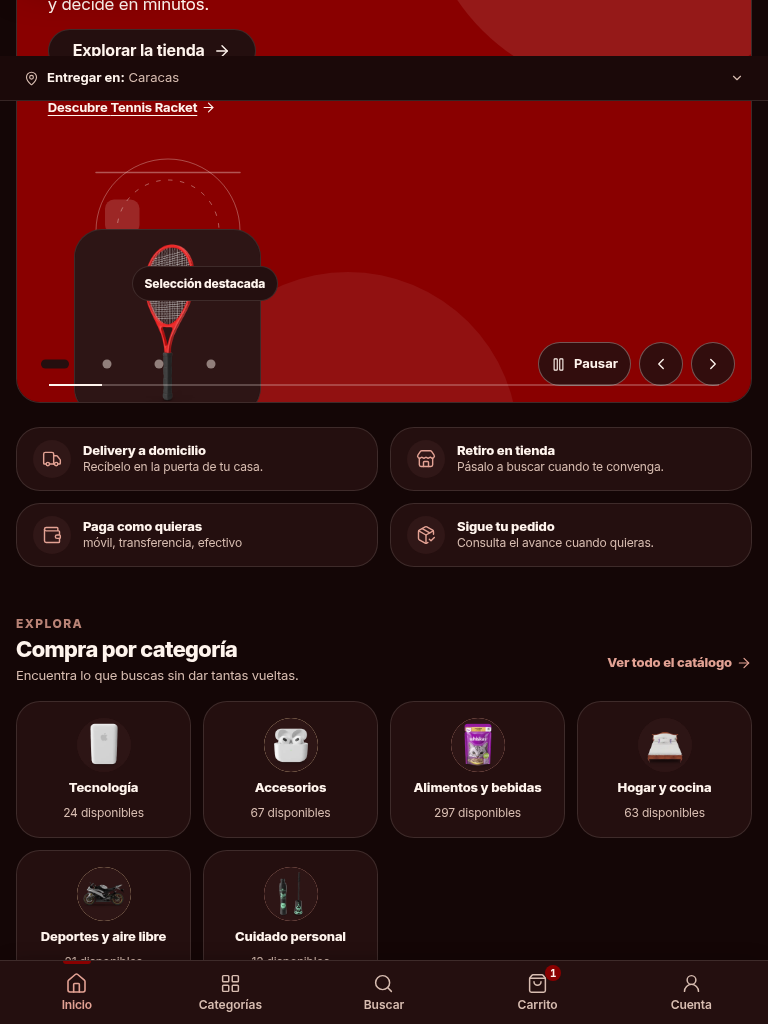 y decide en minutos.
Explorar la tienda
Entregar en: Caracas
Descubre Tennis Racket
Selección destacada
Pausar
Delivery a domicilio
Recíbelo en la puerta de tu casa.
Retiro en tienda
Pásalo a buscar cuando te convenga.
Paga como quieras
móvil, transferencia, efectivo
Sigue tu pedido
Consulta el avance cuando quieras.
EXPLORA
Compra por categoría
Encuentra lo que buscas sin dar tantas vueltas.
Ver todo el catálogo
Tecnología
24 disponibles
Accesorios
67 disponibles
Alimentos y bebidas
297 disponibles
Hogar y cocina
63 disponibles
Deportes y aire libre
Cuidado personal
Inicio
Categorías
Buscar
1
Carrito
Cuenta